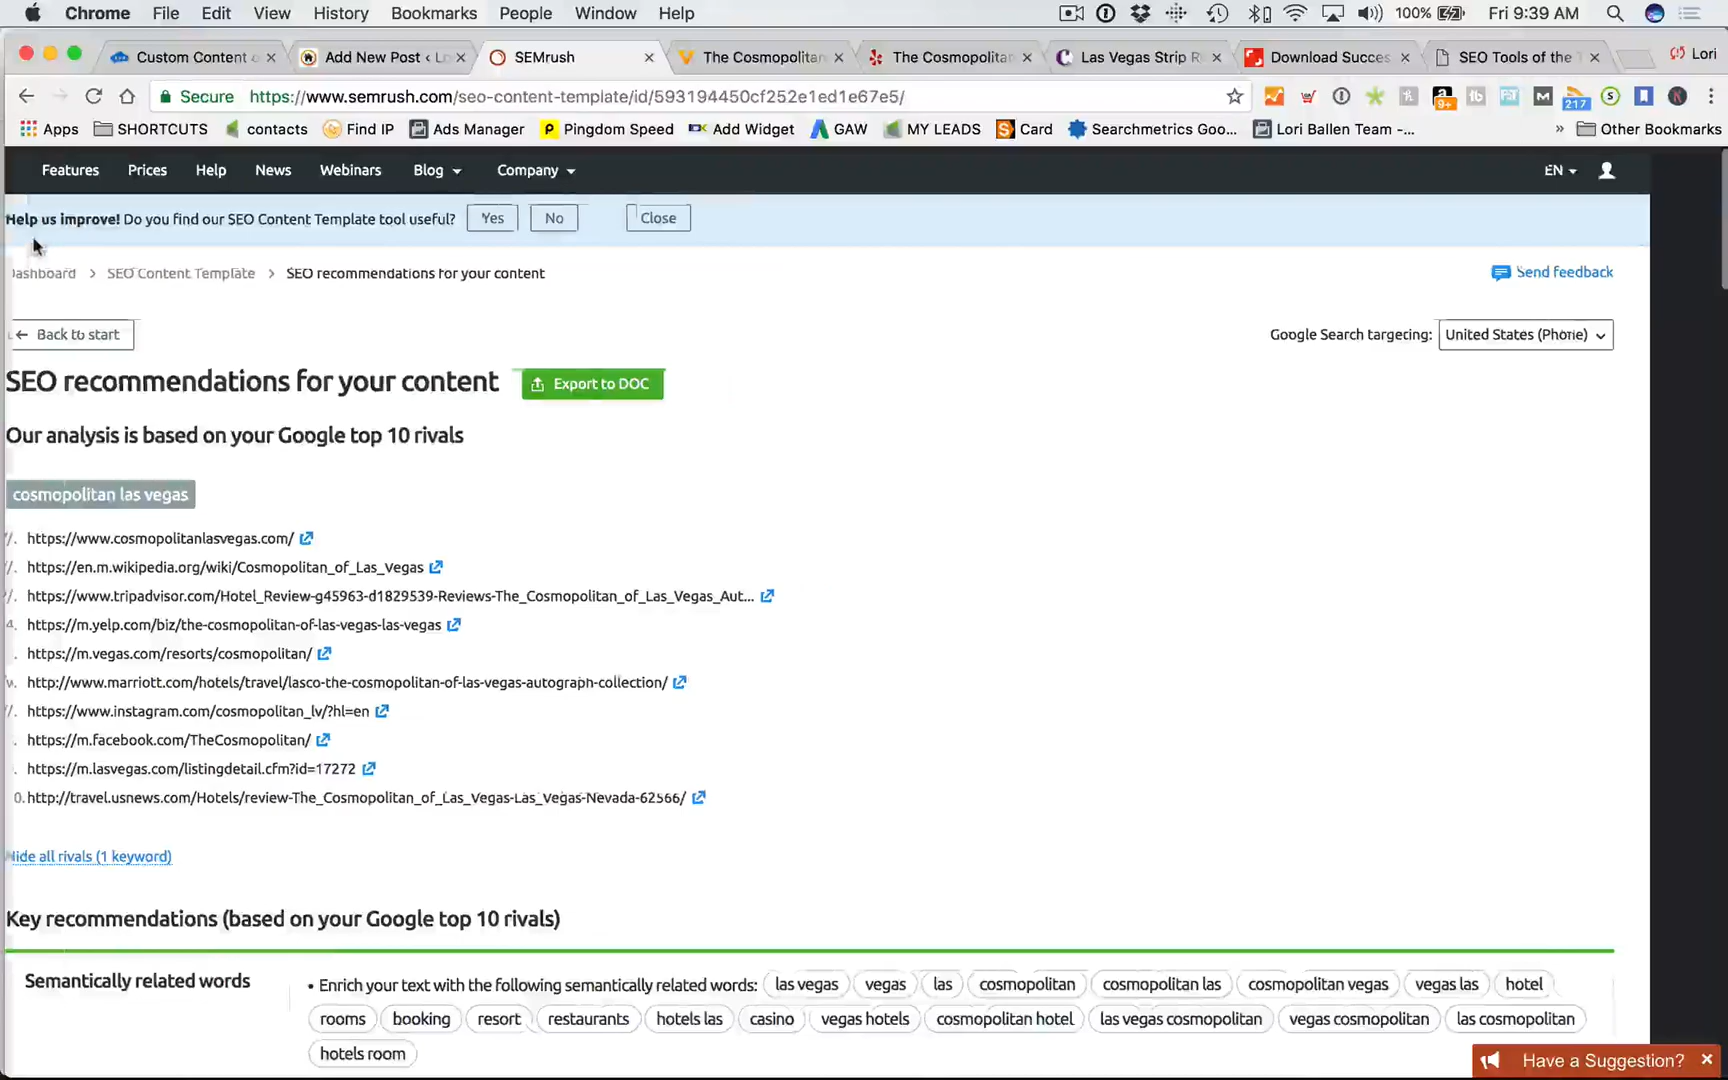 Chrome File Edit View History Bookmarks People Window Help 100% Fri 9:39 AM
Custom Content Add New Post ‹ Lo SEMrush The Cosmopolitan The Cosmopolitan Las Vegas Strip R Download Succes SEO Tools of the T Lori
Secure https://www.semrush.com/seo-content-template/id/593194450cf252e1ed1e67e5/ 9+ 217
Apps SHORTCUTS contacts Find IP Ads Manager Pingdom Speed Add Widget GAW MY LEADS Card Searchmetrics Goo... Lori Ballen Team -... » Other Bookmarks
Features Prices Help News Webinars Blog Company EN
Help us improve! Do you find our SEO Content Template tool useful? Yes No Close
ashboard > SEO Content Template > SEO recommendations for your content Send feedback
← Back to start Google Search targeting: United States (Phone)
SEO recommendations for your content Export to DOC
Our analysis is based on your Google top 10 rivals
cosmopolitan las vegas
https://www.cosmopolitanlasvegas.com/
https://en.m.wikipedia.org/wiki/Cosmopolitan_of_Las_Vegas
https://www.tripadvisor.com/Hotel_Review-g45963-d1829539-Reviews-The_Cosmopolitan_of_Las_Vegas_Aut...
4. https://m.yelp.com/biz/the-cosmopolitan-of-las-vegas-las-vegas
https://m.vegas.com/resorts/cosmopolitan/
http://www.marriott.com/hotels/travel/lasco-the-cosmopolitan-of-las-vegas-autograph-collection/
https://www.instagram.com/cosmopolitan_lv/?hl=en
https://m.facebook.com/TheCosmopolitan/
https://m.lasvegas.com/listingdetail.cfm?id=17272
0. http://travel.usnews.com/Hotels/review-The_Cosmopolitan_of_Las_Vegas-Las_Vegas-Nevada-62566/
ide all rivals (1 keyword)
Key recommendations (based on your Google top 10 rivals)
Semantically related words • Enrich your text with the following semantically related words: las vegas vegas las cosmopolitan cosmopolitan las cosmopolitan vegas vegas las hotel
rooms booking resort restaurants hotels las casino vegas hotels cosmopolitan hotel las vegas cosmopolitan vegas cosmopolitan las cosmopolitan
hotels room
Have a Suggestion? ×